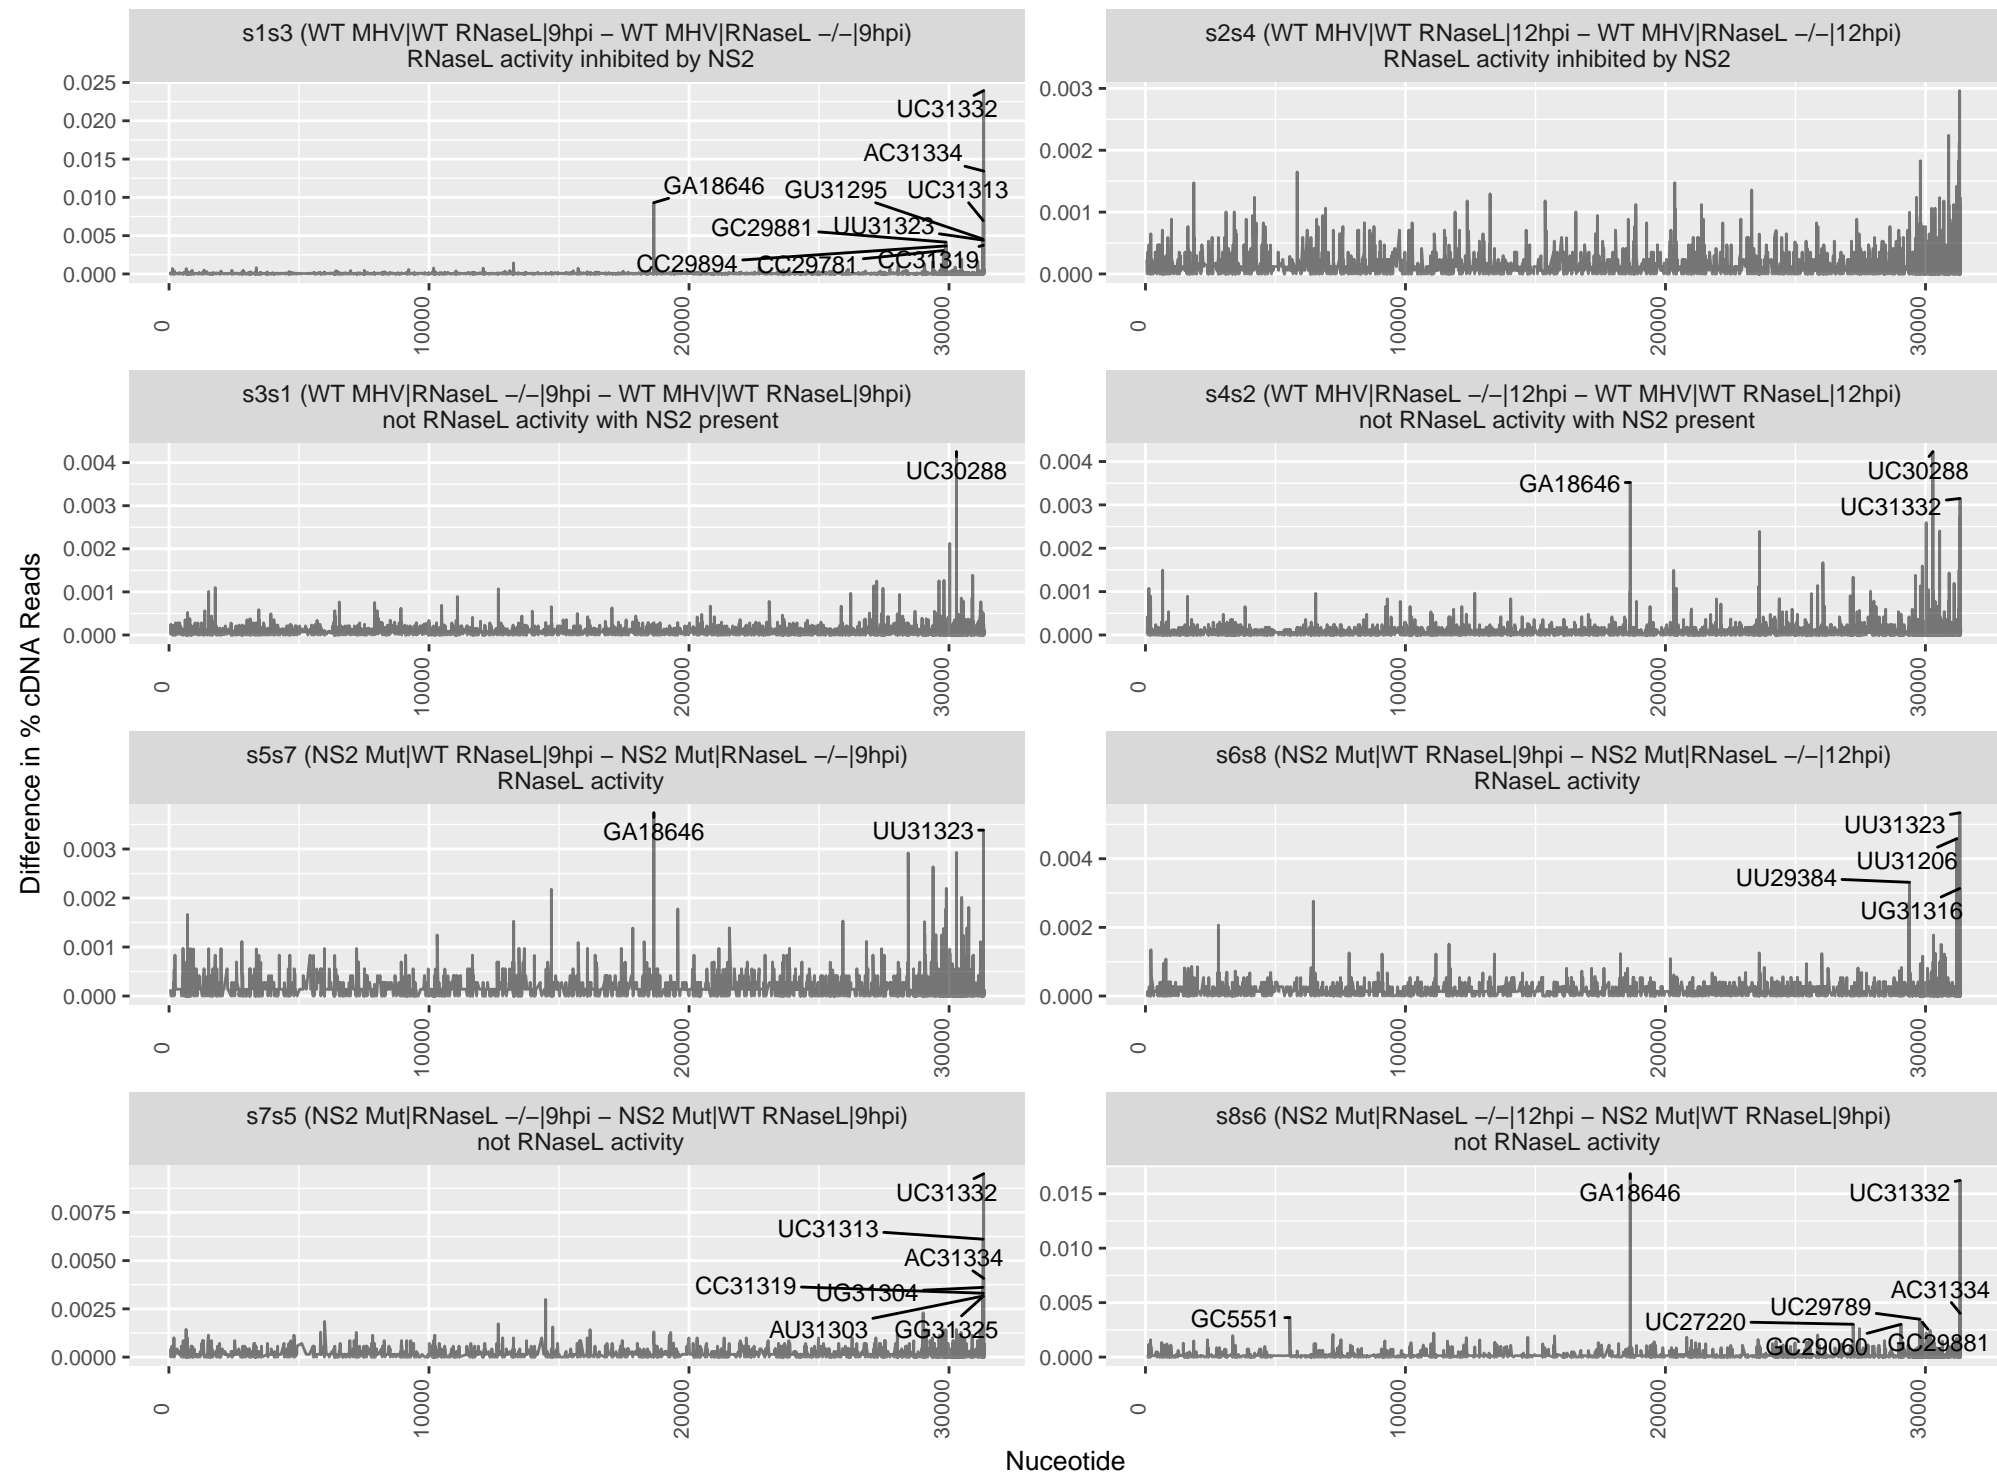 s1s3 (WT MHV|WT RNaseL|9hpi − WT MHV|RNaseL −/−|9hpi)
RNaseL activity inhibited by NS2
0.025
0.020
0.015
0.010
0.005
0.000
UC31332
AC31334
GA18646
GU31295
UC31313
GC29881
UU31323
CC29894
CC29781
CC31319
0
10000
20000
30000
s2s4 (WT MHV|WT RNaseL|12hpi − WT MHV|RNaseL −/−|12hpi)
RNaseL activity inhibited by NS2
0.003
0.002
0.001
0.000
0
10000
20000
30000
s3s1 (WT MHV|RNaseL −/−|9hpi − WT MHV|WT RNaseL|9hpi)
not RNaseL activity with NS2 present
0.004
0.003
0.002
0.001
0.000
UC30288
0
10000
20000
30000
s4s2 (WT MHV|RNaseL −/−|12hpi − WT MHV|WT RNaseL|12hpi)
not RNaseL activity with NS2 present
0.004
0.003
0.002
0.001
0.000
UC30288
GA18646
UC31332
0
10000
20000
30000
Difference in % cDNA Reads
s5s7 (NS2 Mut|WT RNaseL|9hpi − NS2 Mut|RNaseL −/−|9hpi)
RNaseL activity
0.003
0.002
0.001
0.000
GA18646
UU31323
0
10000
20000
30000
s6s8 (NS2 Mut|WT RNaseL|9hpi − NS2 Mut|RNaseL −/−|12hpi)
RNaseL activity
0.004
0.002
0.000
UU31323
UU31206
UU29384
UG31316
0
10000
20000
30000
s7s5 (NS2 Mut|RNaseL −/−|9hpi − NS2 Mut|WT RNaseL|9hpi)
not RNaseL activity
0.0075
0.0050
0.0025
0.0000
UC31332
UC31313
AC31334
CC31319
UG31304
AU31303
GG31325
0
10000
20000
30000
s8s6 (NS2 Mut|RNaseL −/−|12hpi − NS2 Mut|WT RNaseL|9hpi)
not RNaseL activity
0.015
0.010
0.005
0.000
GA18646
UC31332
AC31334
UC29789
GC5551
UC27220
GC29060
GC29881
0
10000
20000
30000
Nuceotide